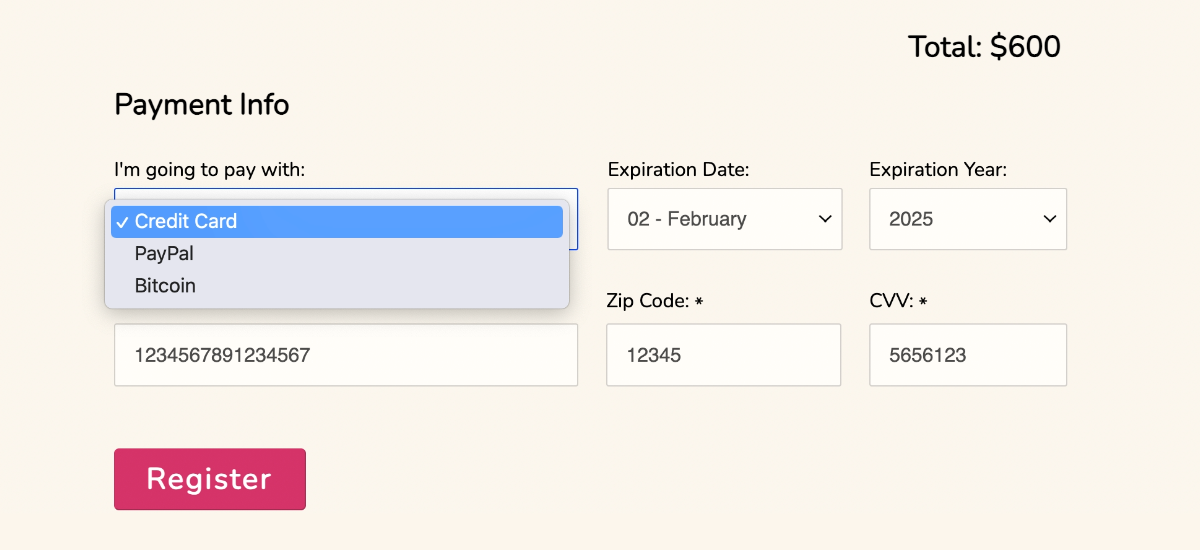 Total: $600
Payment Info
I'm going to pay with:
Expiration Date:
Expiration Year:
✓ Credit Card
PayPal
Bitcoin
02 - February
2025
Zip Code: *
CVV: *
1234567891234567
12345
5656123
Register